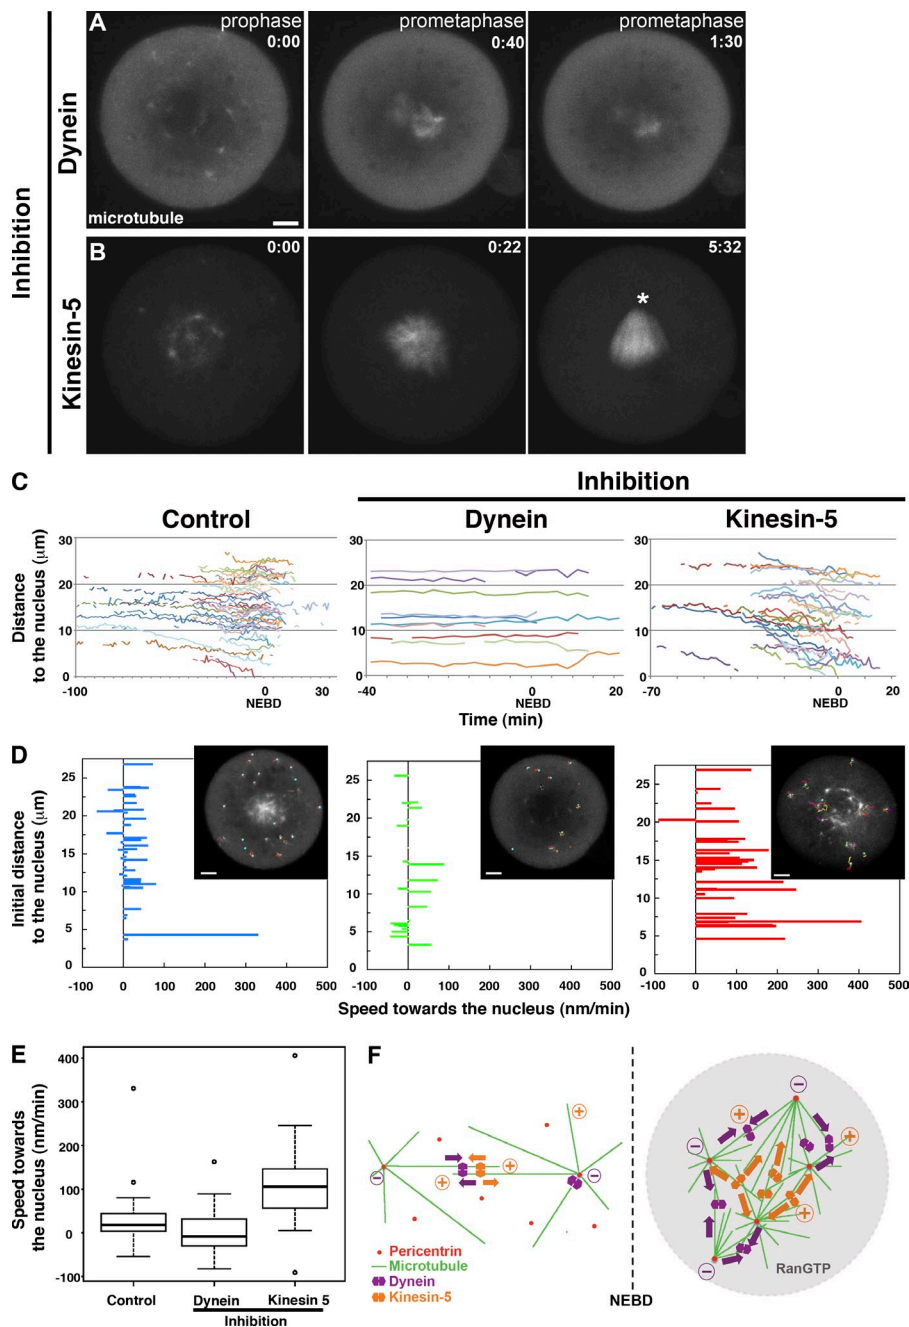 A
prophase
0:00
prometaphase
0:40
prometaphase
1:30
Dynein
microtubule
Inhibition
B
0:00
0:22
5:32
*
Kinesin-5
C
Inhibition
Control
Dynein
Kinesin-5
Distance
to the nucleus (μm)
30
20
10
0
-100
0
30
NEBD
30
20
10
0
-40
0
20
NEBD
Time (min)
30
20
10
0
-70
0
20
NEBD
D
Initial distance
to the nucleus (μm)
25
20
15
10
5
0
-100
0
100
200
300
400
500
25
20
15
10
5
0
-100
0
100
200
300
400
500
25
20
15
10
5
0
-100
0
100
200
300
400
500
Speed towards the nucleus (nm/min)
E
Speed towards
the nucleus (nm/min)
400
300
200
100
0
-100
Control
Dynein
Kinesin 5
Inhibition
F
Pericentrin
Microtubule
Dynein
Kinesin-5
NEBD
RanGTP